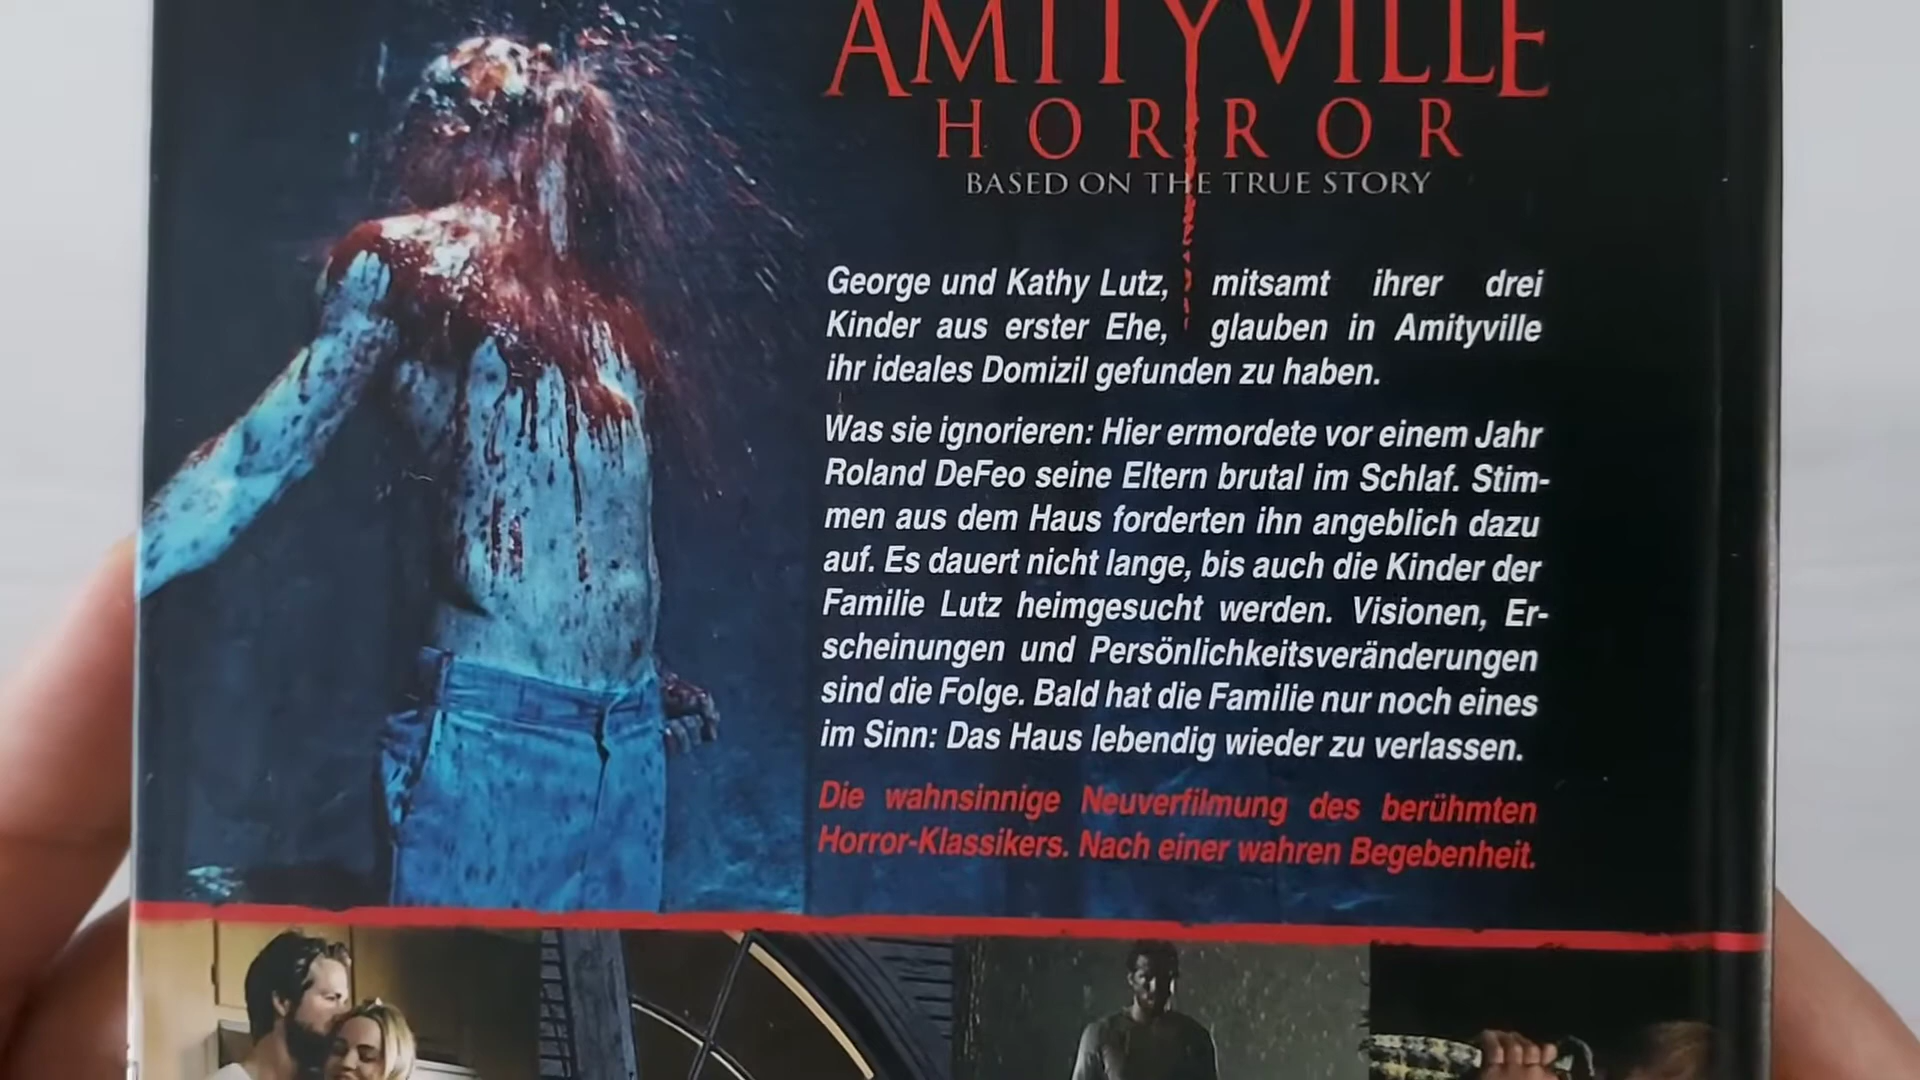 AMITYVILLE
HORROR
BASED ON THE TRUE STORY
George und Kathy Lutz, mitsamt ihrer drei
Kinder aus erster Ehe, glauben in Amityville
ihr ideales Domizil gefunden zu haben.
Was sie ignorieren: Hier ermordete vor einem Jahr
Roland DeFeo seine Eltern brutal im Schlaf. Stim-
men aus dem Haus forderten ihn angeblich dazu
auf. Es dauert nicht lange, bis auch die Kinder der
Familie Lutz heimgesucht werden. Visionen, Er-
scheinungen und Persönlichkeitsveränderungen
sind die Folge. Bald hat die Familie nur noch eines
im Sinn: Das Haus lebendig wieder zu verlassen.
Die wahnsinnige Neuverfilmung des berühmten
Horror-Klassikers. Nach einer wahren Begebenheit.